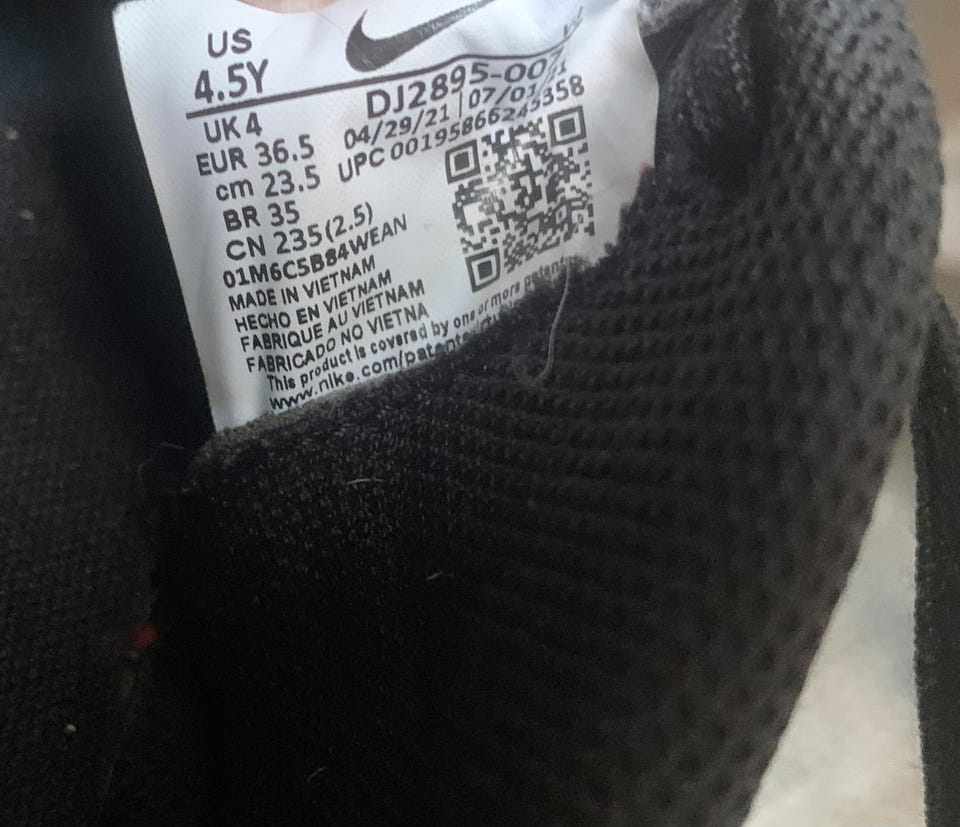 US
4.5Y
UK 4
EUR 36.5
cm 23.5
BR 35
CN 235(2.5)
01M6C5B84WEAN
MADE IN VIETNAM
HECHO EN VIETNAM
FABRIQUE AU VIETNAM
FABRICADO NO VIETNA
This product is covered by one or more patent
www.nike.com/patents
DJ2895-007
04/29/21 07/01/21
UPC 00195866245358